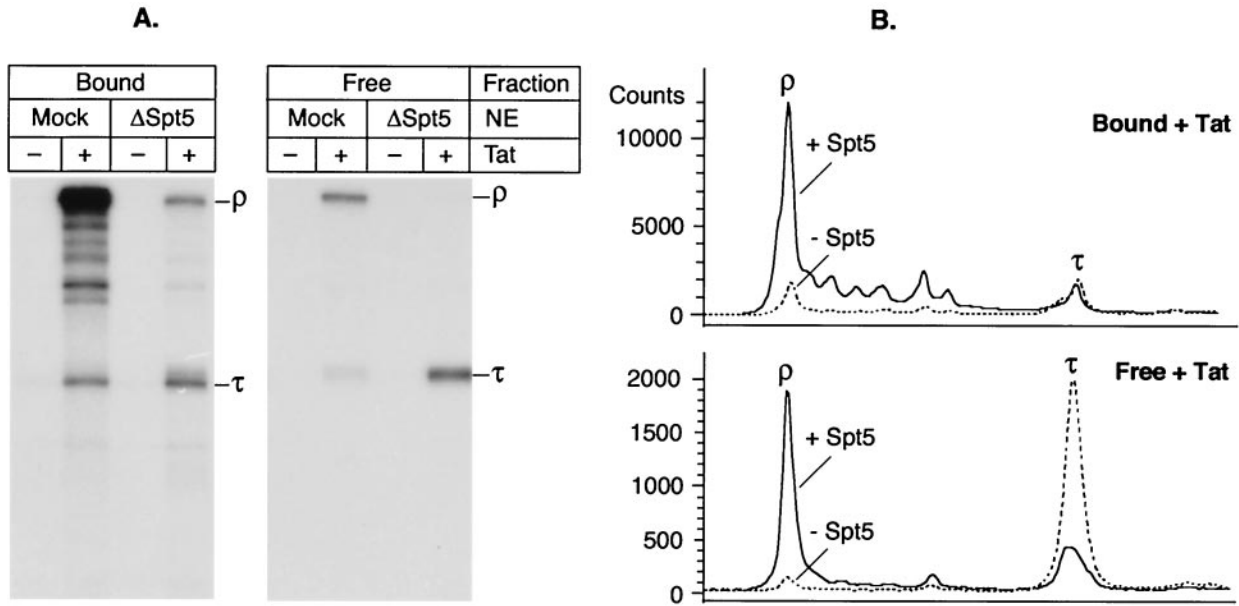 A.
Bound
Mock ΔSpt5
− + − +
Free Fraction
Mock ΔSpt5 NE
− + − + Tat
ρ
τ
ρ
τ
B.
Counts
10000
5000
0
ρ
+ Spt5
- Spt5
τ
Bound + Tat
2000
1500
1000
500
0
ρ
+ Spt5
- Spt5
τ
Free + Tat